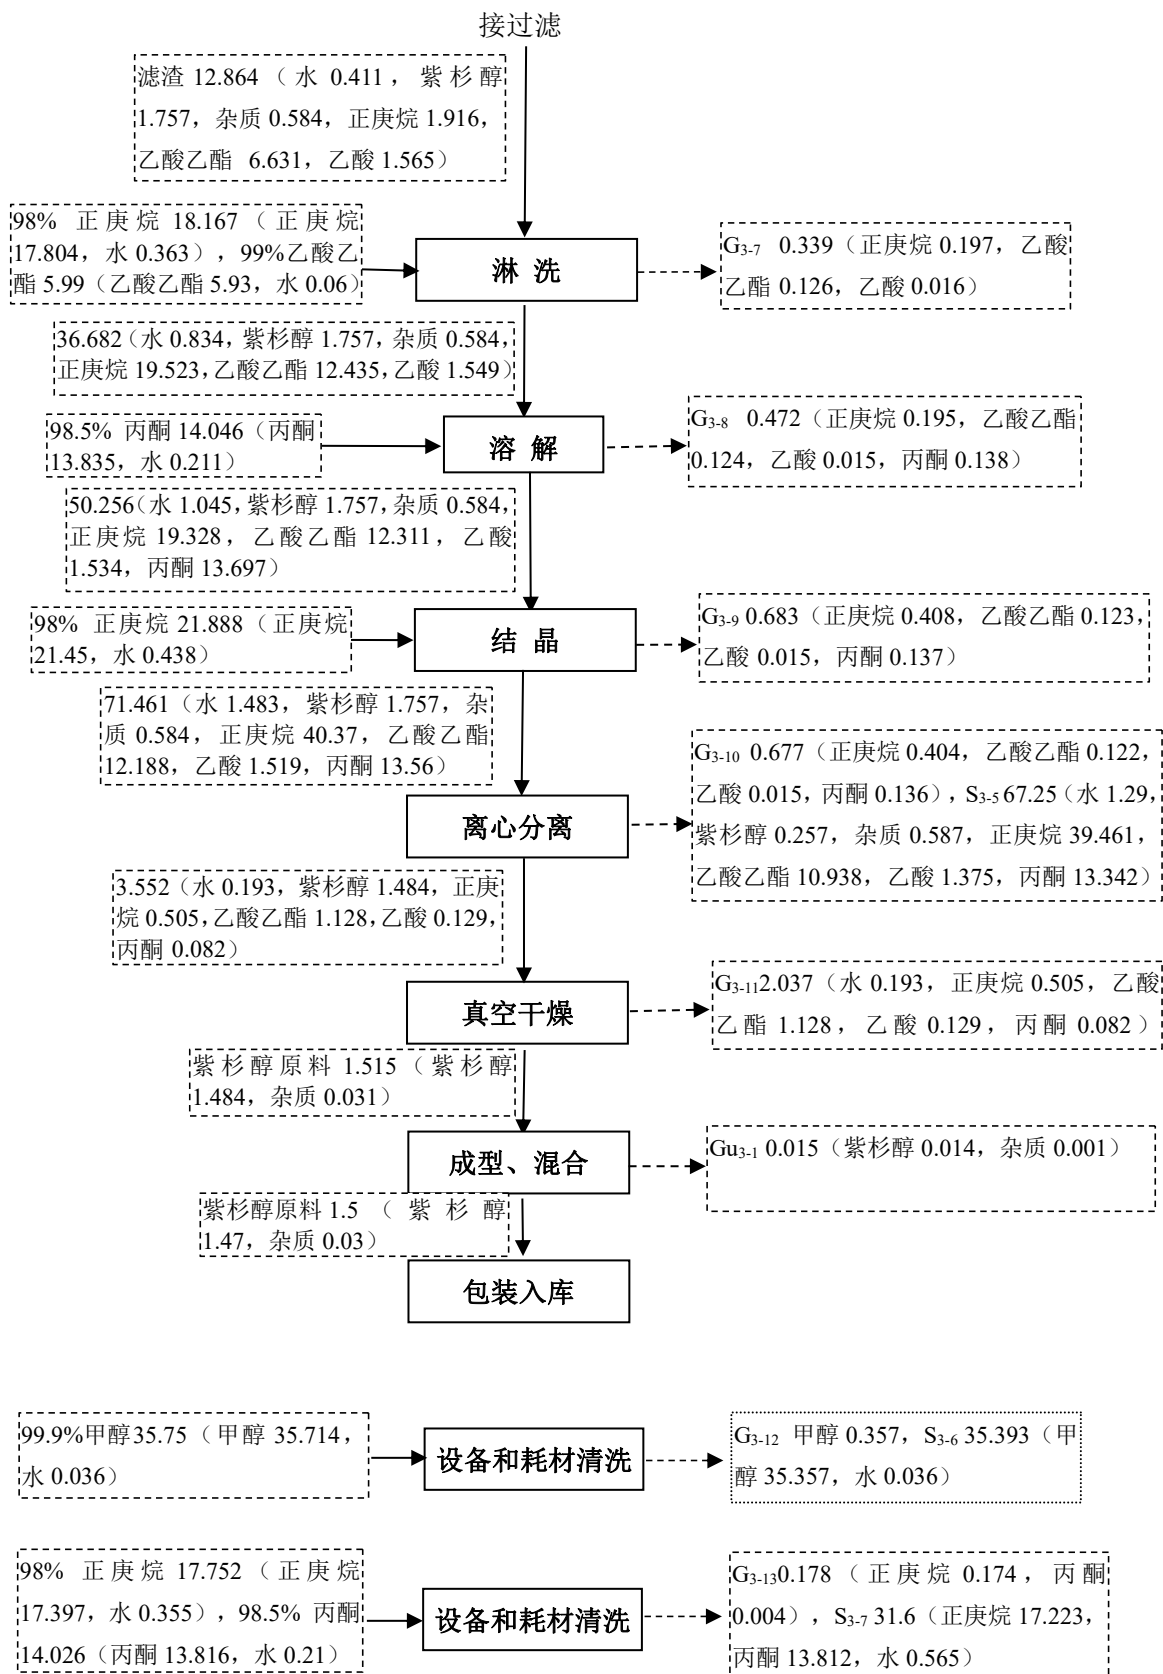 接过滤
滤渣 12.864（水 0.411，紫杉醇
1.757，杂质 0.584，正庚烷 1.916，
乙酸乙酯 6.631，乙酸 1.565）
98% 正庚烷 18.167（正庚烷
17.804，水 0.363），99%乙酸乙
酯 5.99（乙酸乙酯 5.93，水 0.06）
淋 洗
G3-7 0.339（正庚烷 0.197，乙酸
乙酯 0.126，乙酸 0.016）
36.682（水 0.834，紫杉醇 1.757，杂质 0.584，
正庚烷 19.523，乙酸乙酯 12.435，乙酸 1.549）
98.5% 丙酮 14.046（丙酮
13.835，水 0.211）
溶 解
G3-8 0.472（正庚烷 0.195，乙酸乙酯
0.124，乙酸 0.015，丙酮 0.138）
50.256（水 1.045，紫杉醇 1.757，杂质 0.584，
正庚烷 19.328，乙酸乙酯 12.311，乙酸
1.534，丙酮 13.697）
98% 正庚烷 21.888（正庚烷
21.45，水 0.438）
结 晶
G3-9 0.683（正庚烷 0.408，乙酸乙酯 0.123，
乙酸 0.015，丙酮 0.137）
71.461（水 1.483，紫杉醇 1.757，杂
质 0.584，正庚烷 40.37，乙酸乙酯
12.188，乙酸 1.519，丙酮 13.56）
离心分离
G3-10 0.677（正庚烷 0.404，乙酸乙酯 0.122，
乙酸 0.015，丙酮 0.136），S3-5 67.25（水 1.29，
紫杉醇 0.257，杂质 0.587，正庚烷 39.461，
乙酸乙酯 10.938，乙酸 1.375，丙酮 13.342）
3.552（水 0.193，紫杉醇 1.484，正庚
烷 0.505，乙酸乙酯 1.128，乙酸 0.129，
丙酮 0.082）
真空干燥
G3-11 2.037（水 0.193，正庚烷 0.505，乙酸
乙酯 1.128，乙酸 0.129，丙酮 0.082）
紫杉醇原料 1.515（紫杉醇
1.484，杂质 0.031）
成型、混合
Gu3-1 0.015（紫杉醇 0.014，杂质 0.001）
紫杉醇原料 1.5（紫杉醇
1.47，杂质 0.03）
包装入库
99.9%甲醇 35.75（甲醇 35.714，
水 0.036）
设备和耗材清洗
G3-12 甲醇 0.357，S3-6 35.393（甲
醇 35.357，水 0.036）
98% 正庚烷 17.752（正庚烷
17.397，水 0.355），98.5% 丙酮
14.026（丙酮 13.816，水 0.21）
设备和耗材清洗
G3-13 0.178（正庚烷 0.174，丙酮
0.004），S3-7 31.6（正庚烷 17.223，
丙酮 13.812，水 0.565）